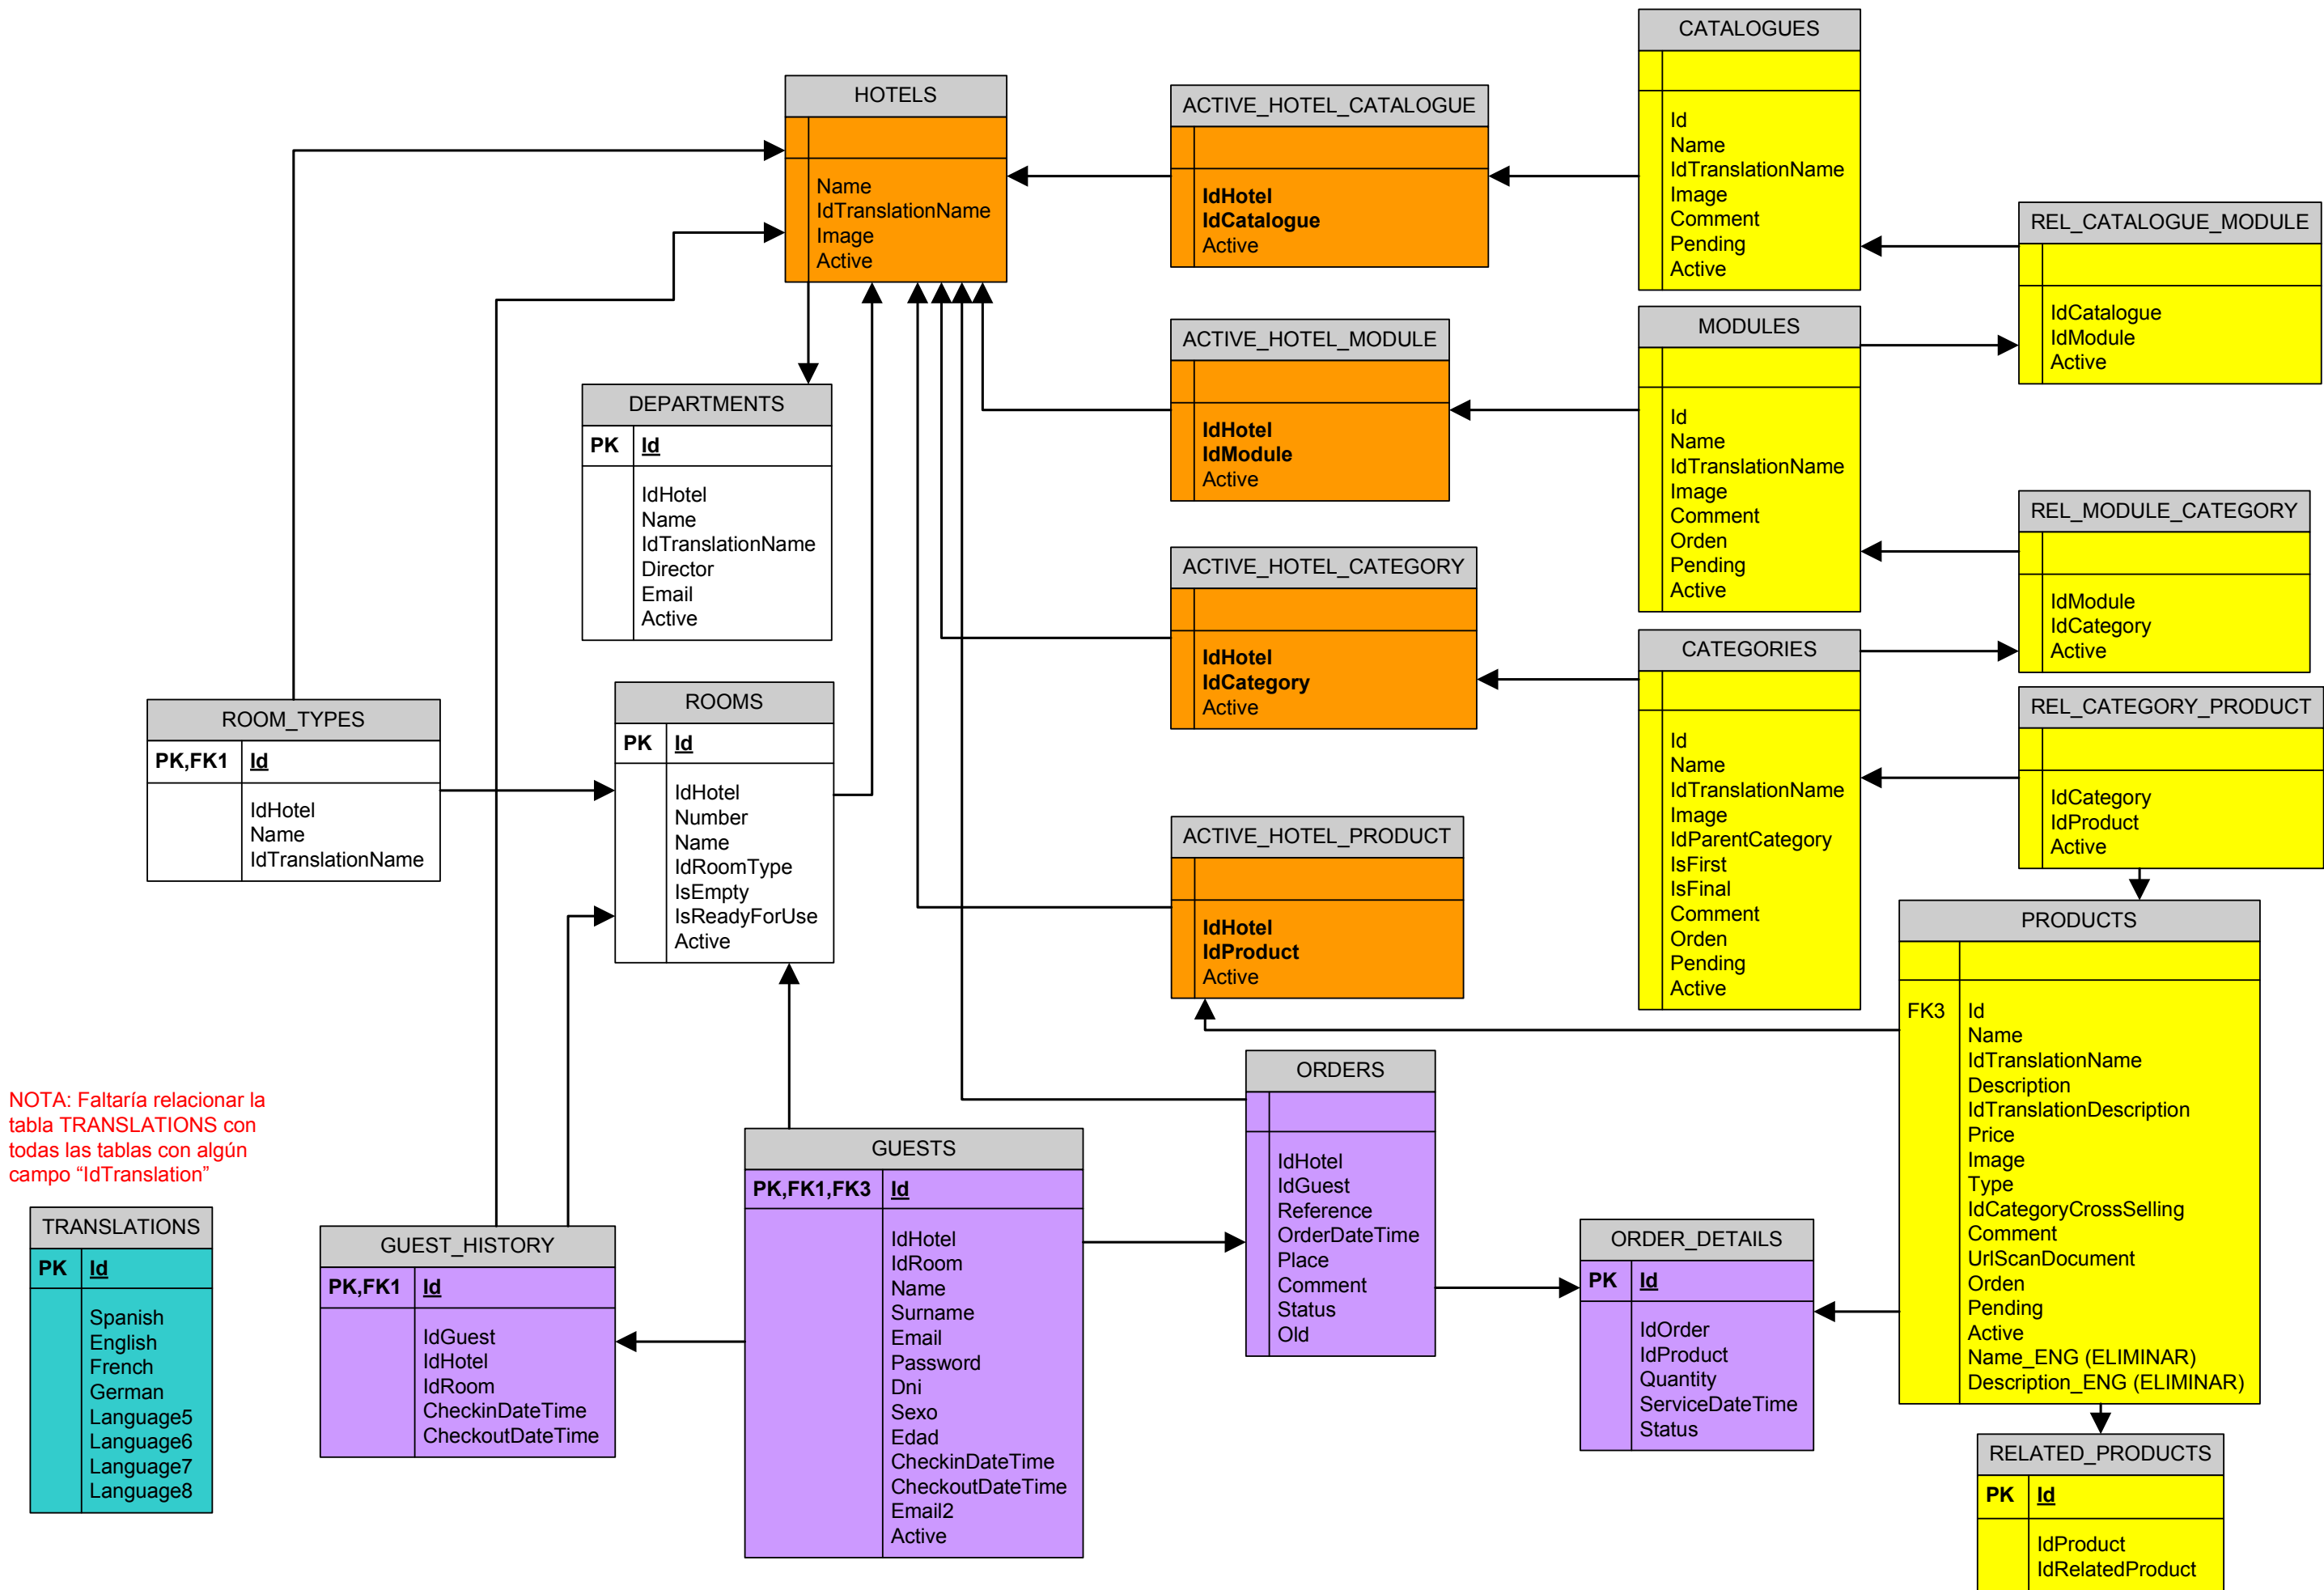 CATALOGUES
Id
Name
IdTranslationName
Image
Comment
Pending
Active
HOTELS
Name
IdTranslationName
Image
Active
ACTIVE_HOTEL_CATALOGUE
IdHotel
IdCatalogue
Active
REL_CATALOGUE_MODULE
IdCatalogue
IdModule
Active
MODULES
Id
Name
IdTranslationName
Image
Comment
Orden
Pending
Active
ACTIVE_HOTEL_MODULE
IdHotel
IdModule
Active
DEPARTMENTS
PK Id
IdHotel
Name
IdTranslationName
Director
Email
Active
REL_MODULE_CATEGORY
IdModule
IdCategory
Active
ACTIVE_HOTEL_CATEGORY
IdHotel
IdCategory
Active
CATEGORIES
Id
Name
IdTranslationName
Image
IdParentCategory
IsFirst
IsFinal
Comment
Orden
Pending
Active
ROOM_TYPES
PK,FK1 Id
IdHotel
Name
IdTranslationName
ROOMS
PK Id
IdHotel
Number
Name
IdRoomType
IsEmpty
IsReadyForUse
Active
REL_CATEGORY_PRODUCT
IdCategory
IdProduct
Active
ACTIVE_HOTEL_PRODUCT
IdHotel
IdProduct
Active
PRODUCTS
FK3 Id
Name
IdTranslationName
Description
IdTranslationDescription
Price
Image
Type
IdCategoryCrossSelling
Comment
UrlScanDocument
Orden
Pending
Active
Name_ENG (ELIMINAR)
Description_ENG (ELIMINAR)
ORDERS
IdHotel
IdGuest
Reference
OrderDateTime
Place
Comment
Status
Old
NOTA: Faltaría relacionar la
tabla TRANSLATIONS con
todas las tablas con algún
campo “IdTranslation”
TRANSLATIONS
PK Id
Spanish
English
French
German
Language5
Language6
Language7
Language8
GUEST_HISTORY
PK,FK1 Id
IdGuest
IdHotel
IdRoom
CheckinDateTime
CheckoutDateTime
GUESTS
PK,FK1,FK3 Id
IdHotel
IdRoom
Name
Surname
Email
Password
Dni
Sexo
Edad
CheckinDateTime
CheckoutDateTime
Email2
Active
ORDER_DETAILS
PK Id
IdOrder
IdProduct
Quantity
ServiceDateTime
Status
RELATED_PRODUCTS
PK Id
IdProduct
IdRelatedProduct